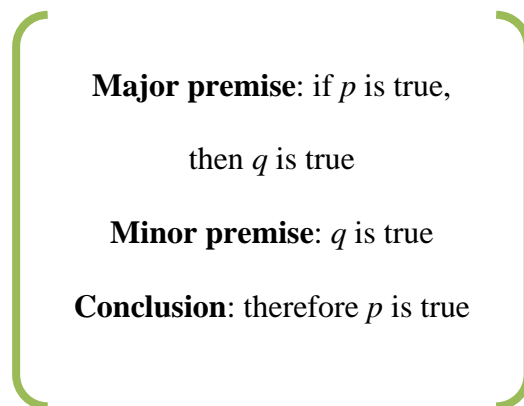 Major premise: if p is true,
then q is true
Minor premise: q is true
Conclusion: therefore p is true